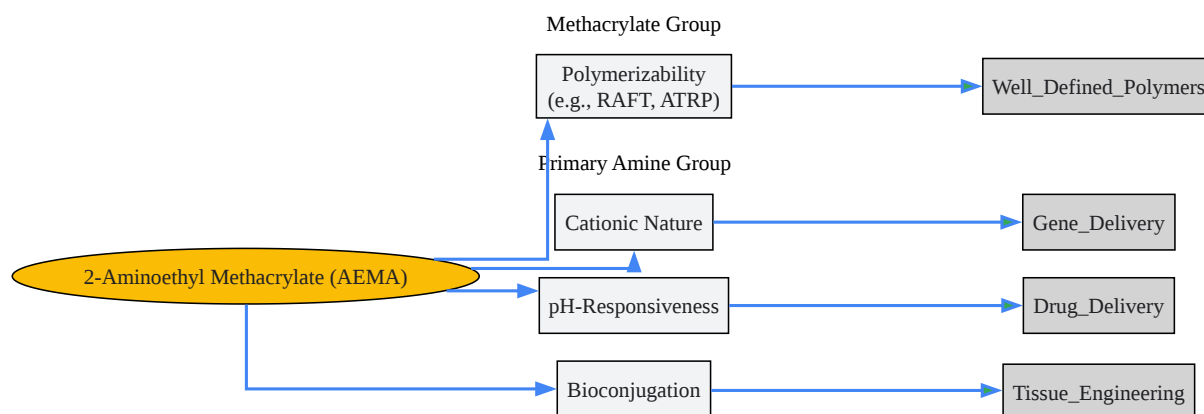 Methacrylate Group
Polymerizability
(e.g., RAFT, ATRP)
Well_Defined_Polymers
Primary Amine Group
Cationic Nature
Gene_Delivery
2-Aminoethyl Methacrylate (AEMA)
pH-Responsiveness
Drug_Delivery
Bioconjugation
Tissue_Engineering